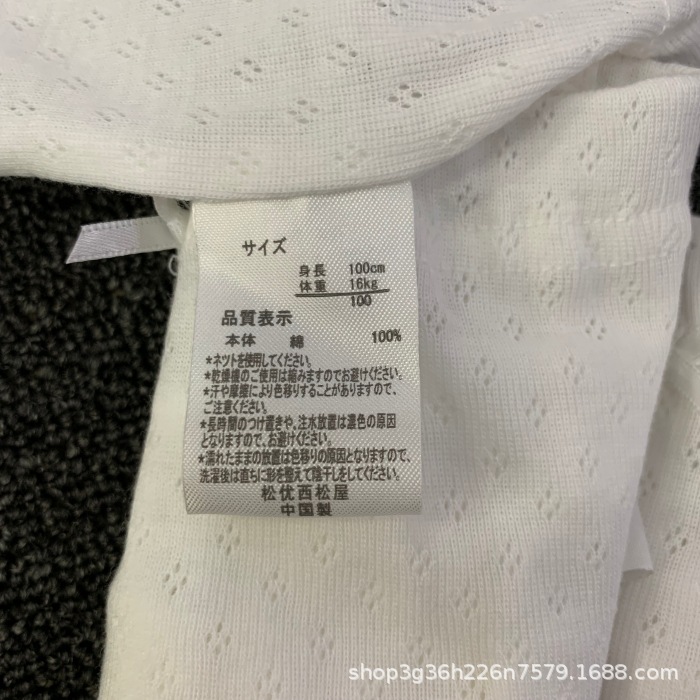 サイズ
身長 100cm
体重 16kg
100
品質表示
本体 綿 100%
*ネットを使用してください。
*乾燥機のご使用は縮みますのでお避けください。
*汗や摩擦により色移りすることがありますので、
ご注意ください。
*長時間のつけ置きや、注水放置は濃色の原因
となりますので、お避けください。
*濡れたままの放置は色移りの原因となりますので、
洗濯後は直ちに形を整えて陰干しをしてください。
松优西松屋
中国製
shop3g36h226n7579.1688.com